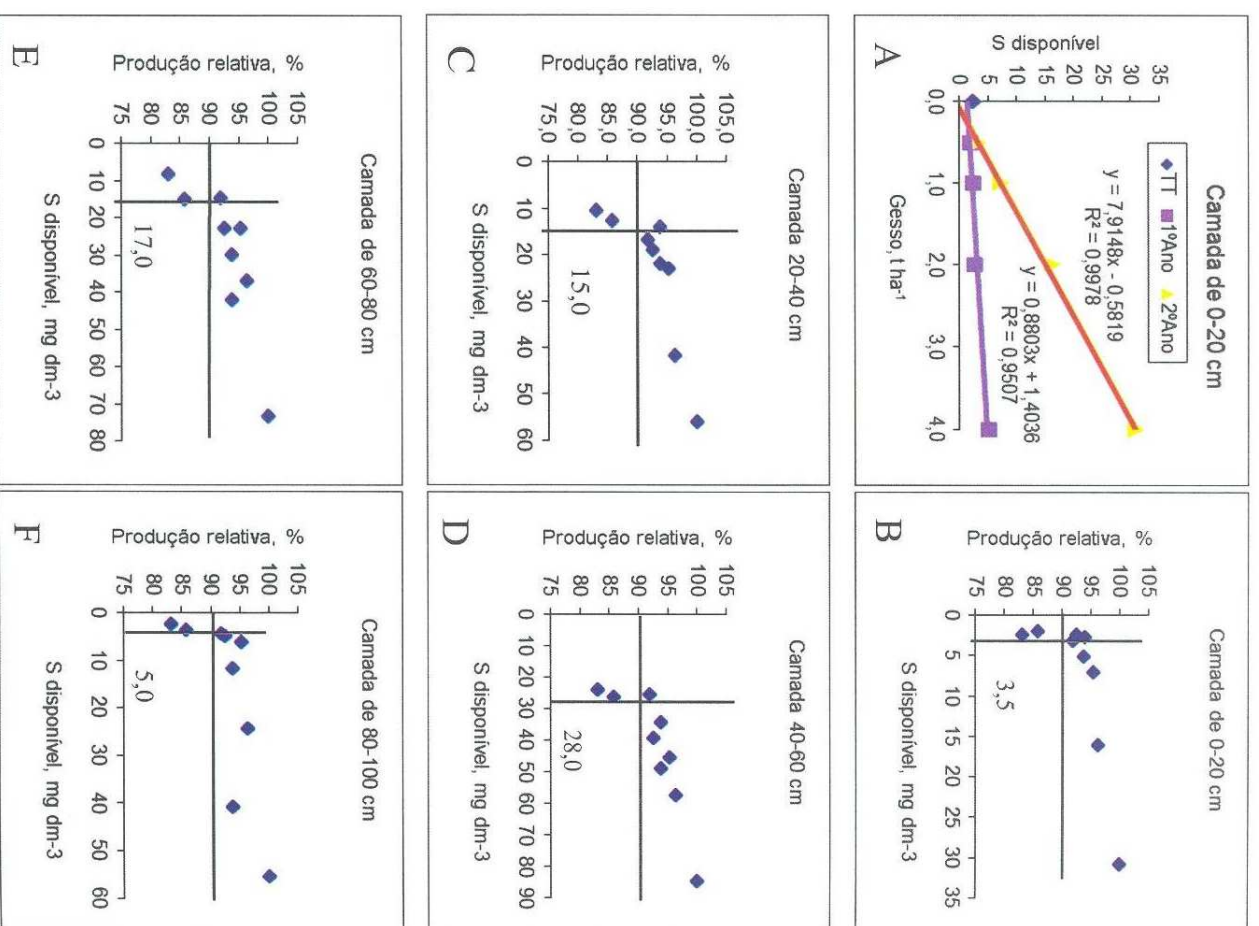 Camada de 0-20 cm
TT 1ºAno 2ºAno
y = 7,9148x - 0,5819
R² = 0,9978
y = 0,8803x + 1,4036
R² = 0,9507
S disponível
35
30
25
20
15
10
5
0
0,0 1,0 2,0 3,0 4,0
Gesso, t ha-1
A
Camada de 0-20 cm
Produção relativa, %
105
100
95
90
85
80
75
0 5 10 15 20 25 30 35
3,5
S disponível, mg dm-3
B
Camada 20-40 cm
Produção relativa, %
105,0
100,0
95,0
90,0
85,0
80,0
75,0
0 10 20 30 40 50 60
15,0
S disponível, mg dm-3
C
Camada 40-60 cm
Produção relativa, %
105
100
95
90
85
80
75
0 10 20 30 40 50 60 70 80 90
28,0
S disponível, mg dm-3
D
Camada de 60-80 cm
Produção relativa, %
105
100
95
90
85
80
75
0 10 20 30 40 50 60 70 80
17,0
S disponível, mg dm-3
E
Camada de 80-100 cm
Produção relativa, %
105
100
95
90
85
80
75
0 10 20 30 40 50 60
5,0
S disponível, mg dm-3
F